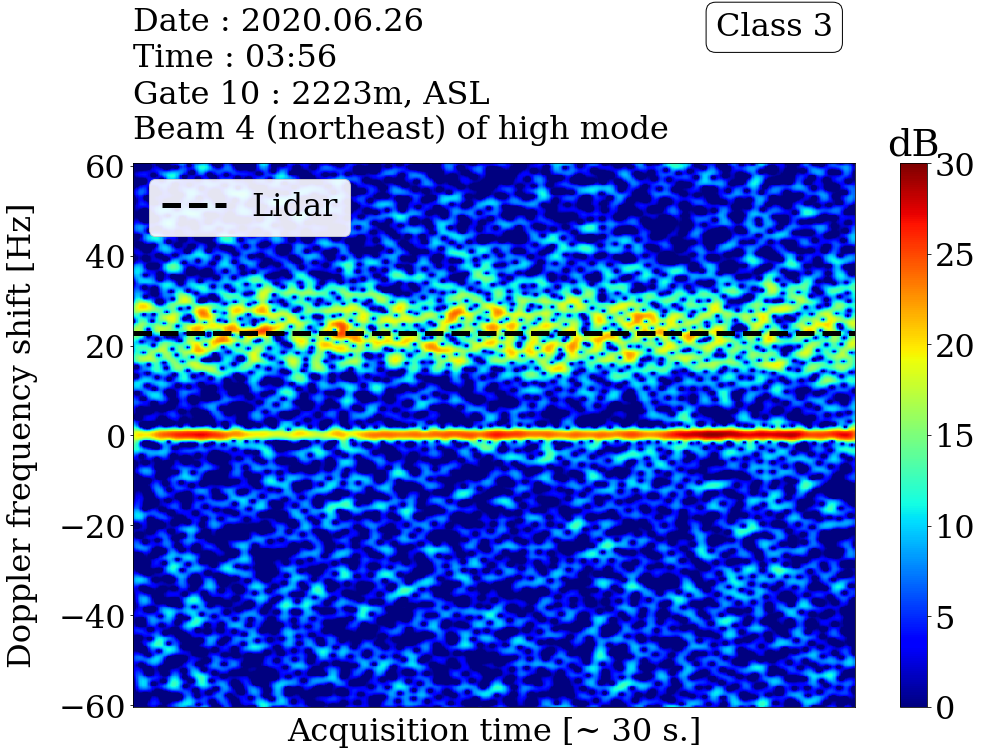 Date : 2020.06.26
Time : 03:56
Gate 10 : 2223m, ASL
Beam 4 (northeast) of high mode
Class 3
dB
Lidar
Doppler frequency shift [Hz]
60
40
20
0
−20
−40
−60
Acquisition time [~ 30 s.]
30
25
20
15
10
5
0